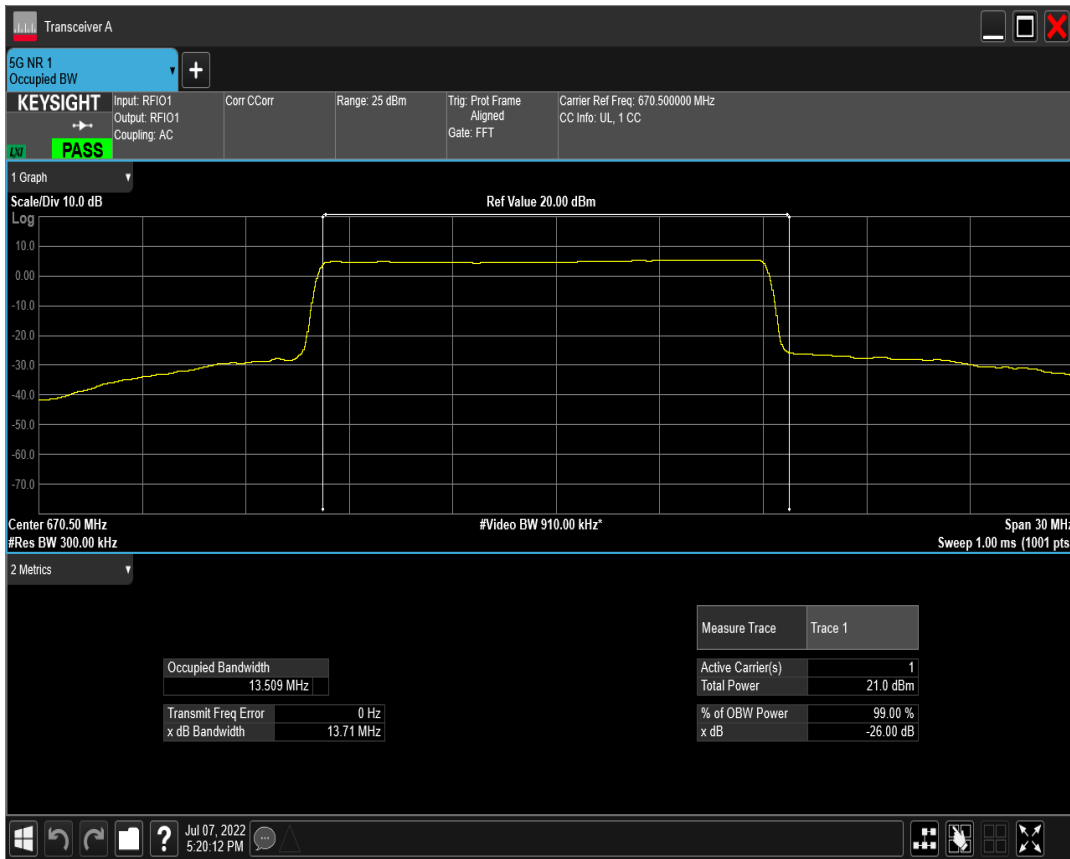 Transceiver A
5G NR 1
Occupied BW
KEYSIGHT
LXI
PASS
Input: RFIO1
Output: RFIO1
Coupling: AC
Corr CCorr
Range: 25 dBm
Trig: Prot Frame
Aligned
Gate: FFT
Carrier Ref Freq: 670.500000 MHz
CC Info: UL, 1 CC
1 Graph
Scale/Div 10.0 dB
Ref Value 20.00 dBm
Log
10.0
0.00
-10.0
-20.0
-30.0
-40.0
-50.0
-60.0
-70.0
Center 670.50 MHz
#Video BW 910.00 kHz*
Span 30 MHz
#Res BW 300.00 kHz
Sweep 1.00 ms (1001 pts
2 Metrics
Measure Trace Trace 1
Occupied Bandwidth
13.509 MHz
Active Carrier(s) 1
Total Power 21.0 dBm
Transmit Freq Error 0 Hz
x dB Bandwidth 13.71 MHz
% of OBW Power 99.00 %
x dB -26.00 dB
?
Jul 07, 2022
5:20:12 PM